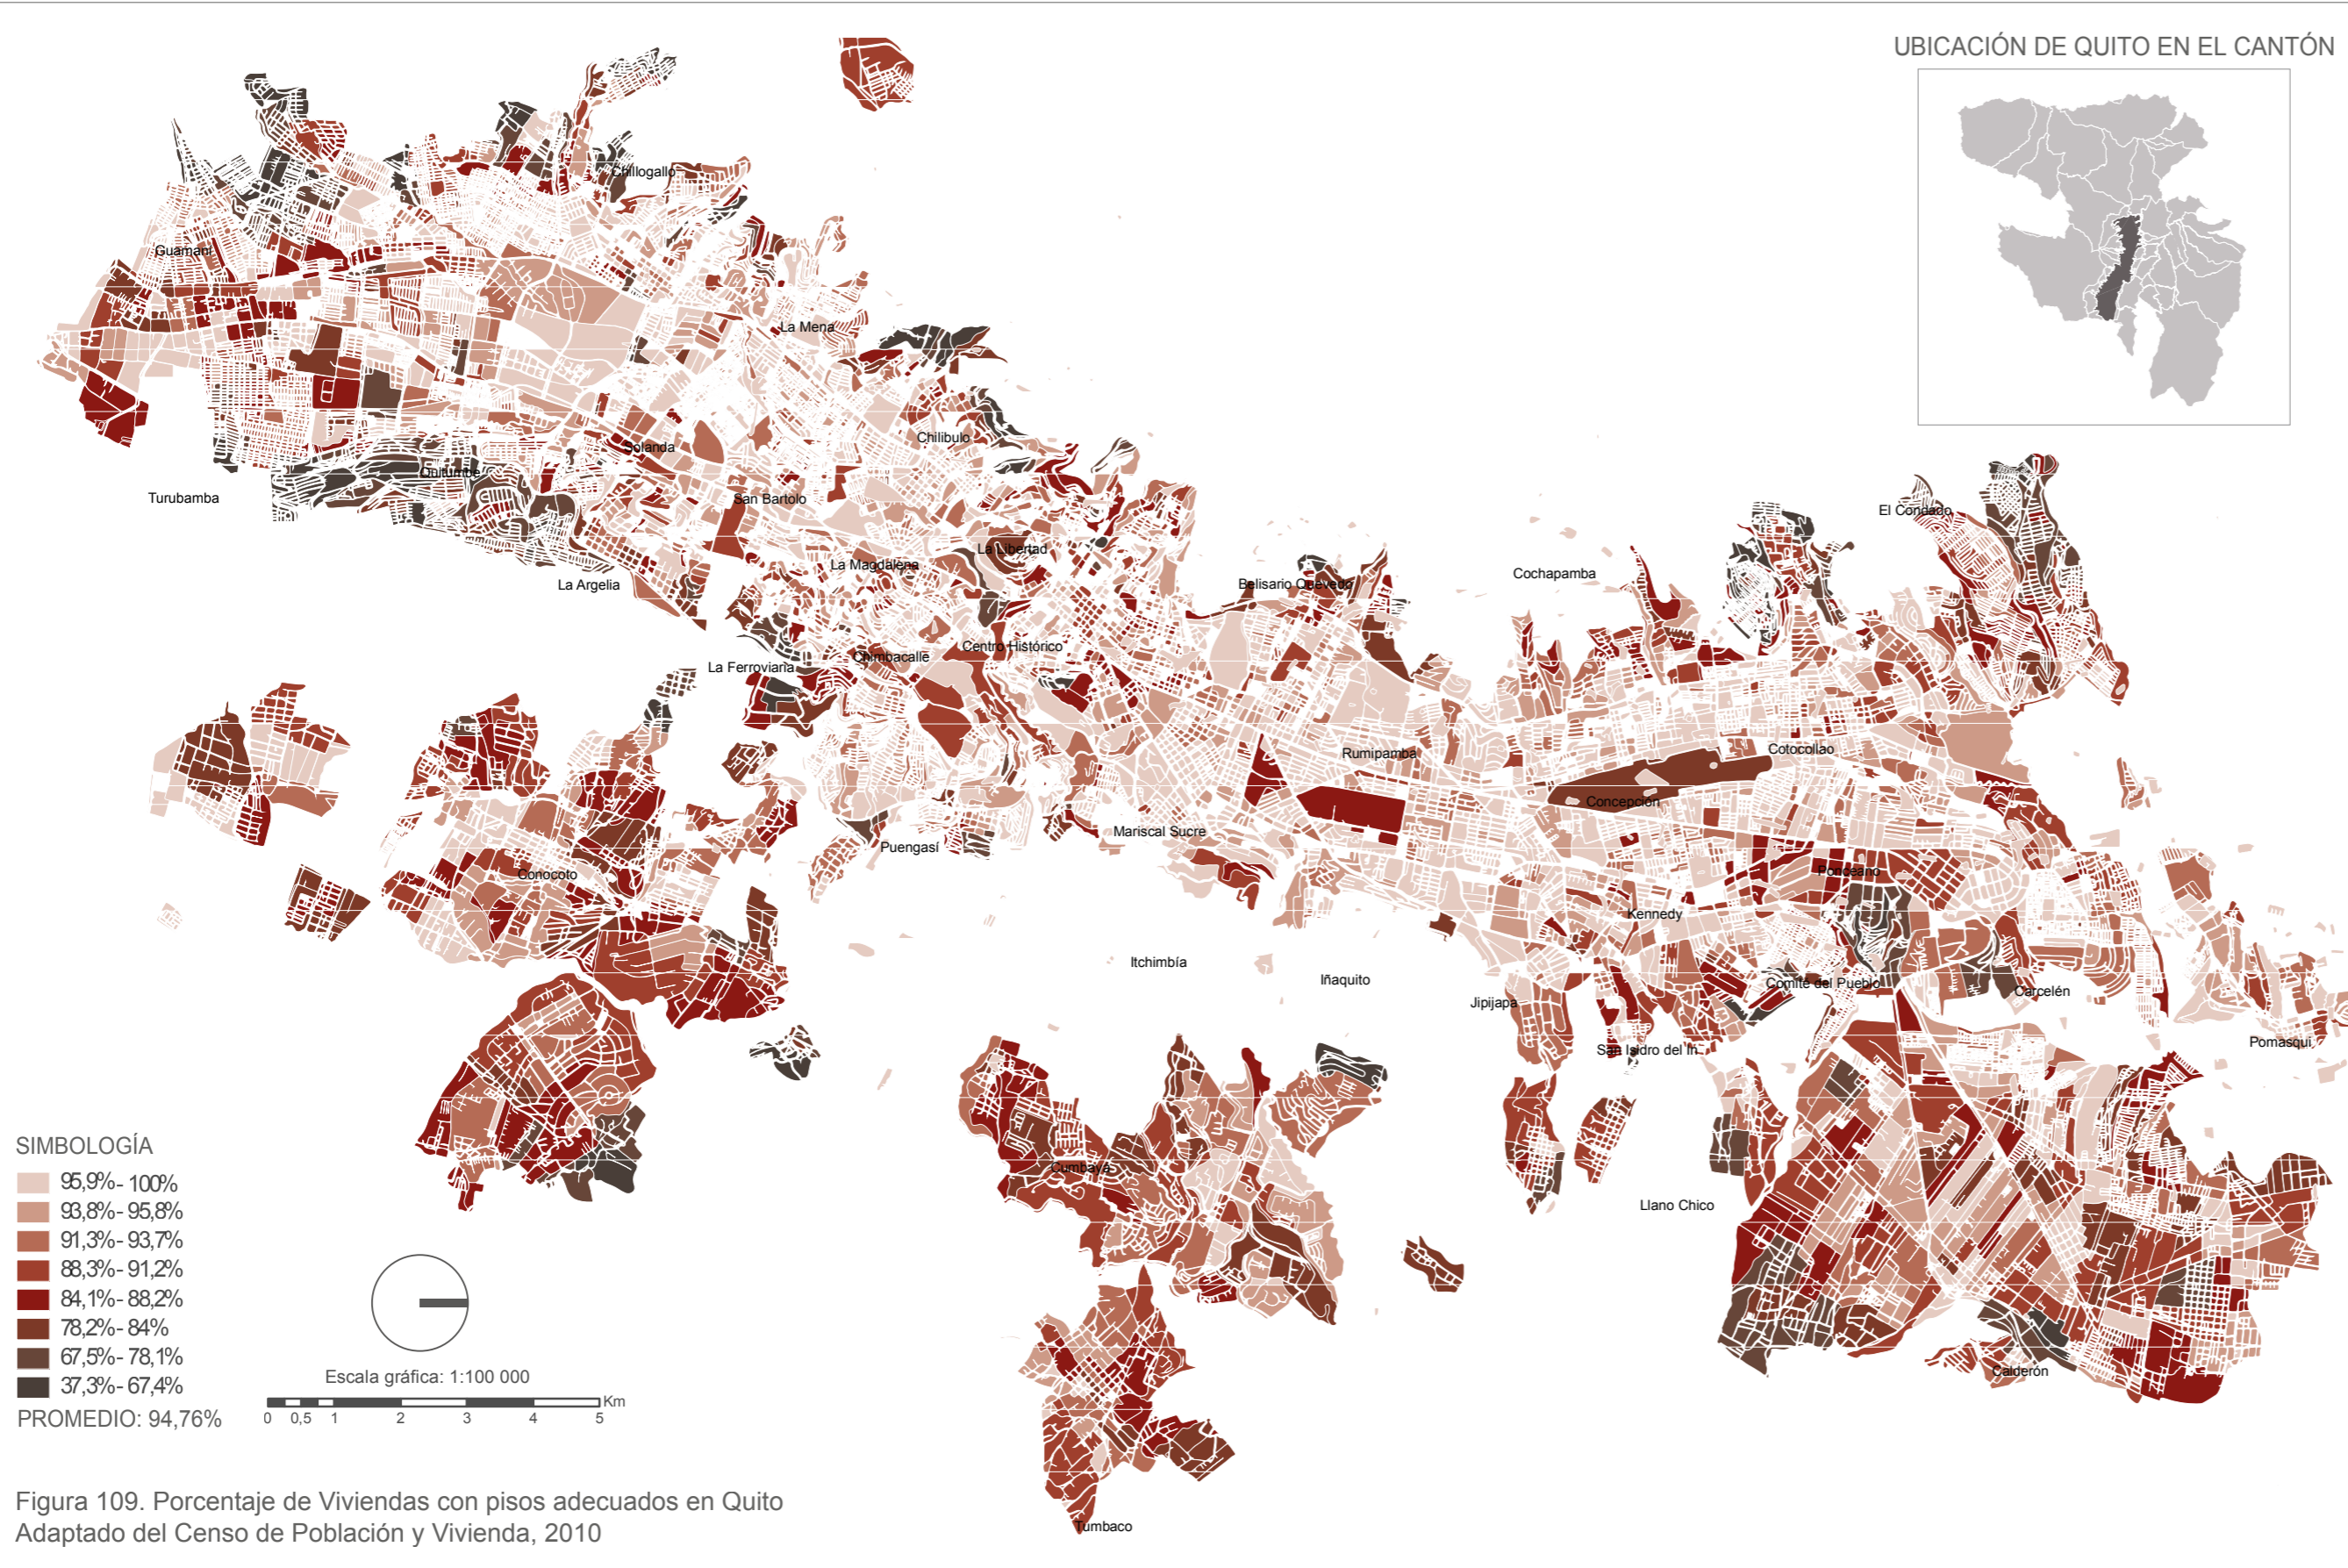 UBICACIÓN DE QUITO EN EL CANTÓN
Chillogallo
Guamaní
La Mena
Chilibulo
Solanda
Quitumbe
Turubamba
San Bartolo
El Condado
La Libertad
La Magdalena
La Argelia
Belisario Quevedo
Cochapamba
Centro Histórico
Chimbacalle
La Ferroviaria
Rumipamba
Cotocollao
Concepción
Mariscal Sucre
Puengasí
Conocoto
Ponceano
Kennedy
Itchimbía
Iñaquito
Comité del Pueblo
Carcelén
Jipijapa
San Isidro del In
Pomasqui
Cumbayá
Llano Chico
Calderón
Tumbaco
SIMBOLOGÍA
95,9% - 100%
93,8% - 95,8%
91,3% - 93,7%
88,3% - 91,2%
84,1% - 88,2%
78,2% - 84%
67,5% - 78,1%
37,3% - 67,4%
PROMEDIO: 94,76%
Escala gráfica: 1:100 000
Km
0 0,5 1 2 3 4 5
Figura 109. Porcentaje de Viviendas con pisos adecuados en Quito
Adaptado del Censo de Población y Vivienda, 2010